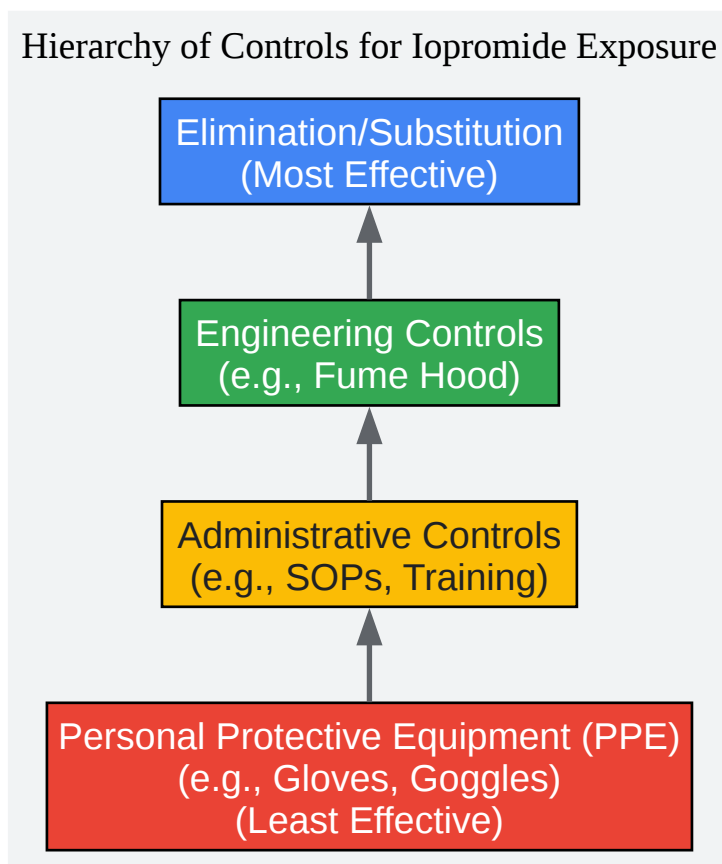 Hierarchy of Controls for Iopromide Exposure
Elimination/Substitution
(Most Effective)
Engineering Controls
(e.g., Fume Hood)
Administrative Controls
(e.g., SOPs, Training)
Personal Protective Equipment (PPE)
(e.g., Gloves, Goggles)
(Least Effective)